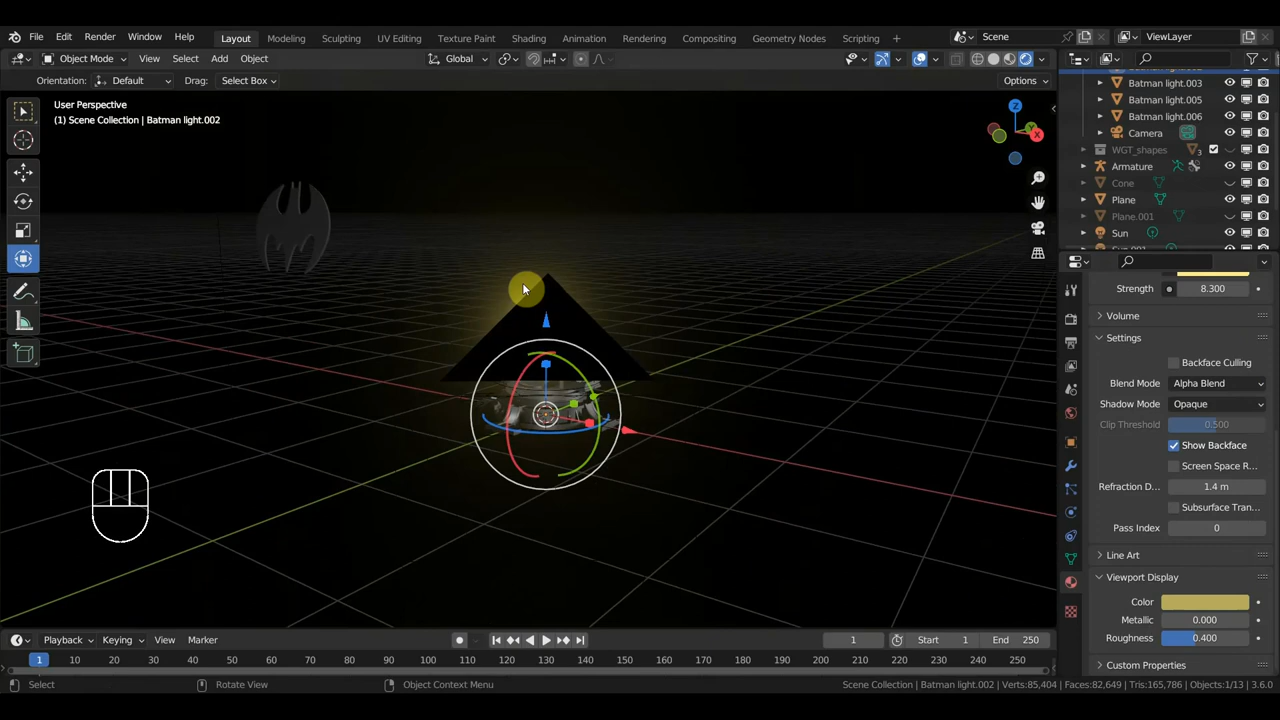 File Edit Render Window Help Layout Modeling Sculpting UV Editing Texture Paint Shading Animation Rendering Compositing Geometry Nodes Scripting + Scene ViewLayer
Object Mode View Select Add Object Global
Orientation: Default Drag: Select Box Options
User Perspective
(1) Scene Collection | Batman light.002
Z
Y
X
Batman light.003
Batman light.005
Batman light.006
Camera
WGT_shapes 3
Armature
Cone
Plane
Plane.001
Sun
Strength 8.300
Volume
Settings
Backface Culling
Blend Mode Alpha Blend
Shadow Mode Opaque
Clip Threshold 0.500
Show Backface
Screen Space R...
Refraction D... 1.4 m
Subsurface Tran...
Pass Index 0
Line Art
Viewport Display
Color
Metallic 0.000
Roughness 0.400
Custom Properties
Playback Keying View Marker 1 Start 1 End 250
1 10 20 30 40 50 60 70 80 90 100 110 120 130 140 150 160 170 180 190 200 210 220 230 240 250
Select Rotate View Object Context Menu Scene Collection | Batman light.002 | Verts:85,404 | Faces:82,649 | Tris:165,786 | Objects:1/13 | 3.6.0